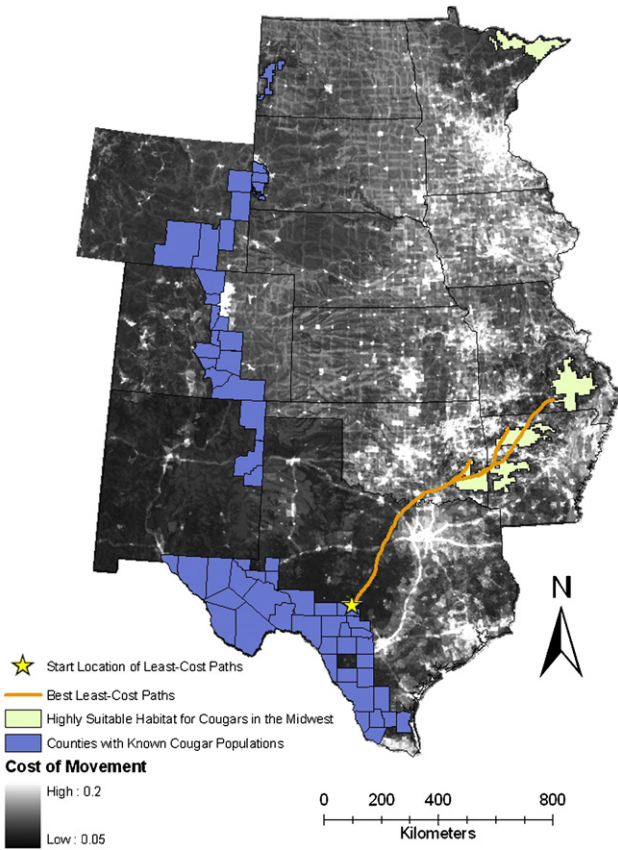 N
Start Location of Least-Cost Paths
Best Least-Cost Paths
Highly Suitable Habitat for Cougars in the Midwest
Counties with Known Cougar Populations
Cost of Movement
High : 0.2
Low : 0.05
0 200 400 800
Kilometers